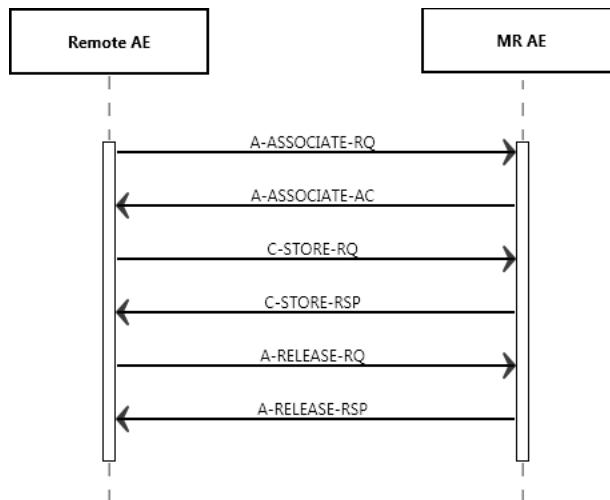 Remote AE
MR AE
A-ASSOCIATE-RQ
A-ASSOCIATE-AC
C-STORE-RQ
C-STORE-RSP
A-RELEASE-RQ
A-RELEASE-RSP